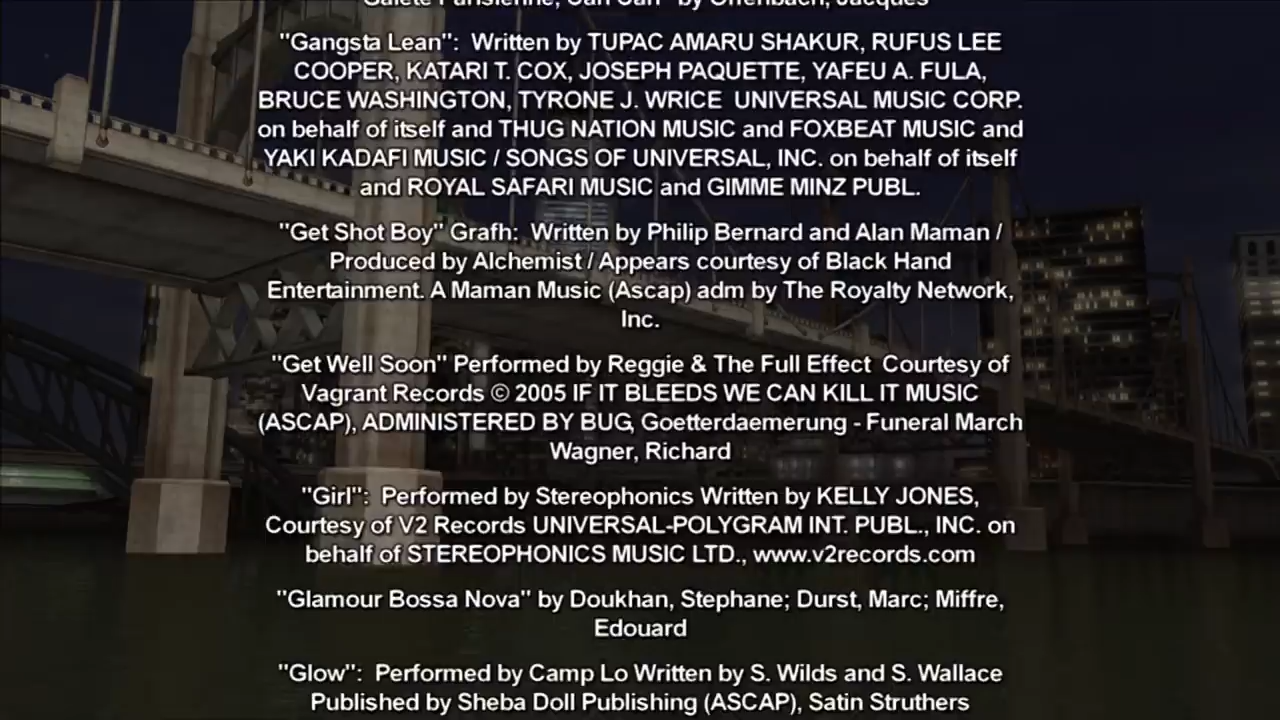 Gaiete Parisienne, Can Can" by Offenbach, Jacques
"Gangsta Lean":  Written by TUPAC AMARU SHAKUR, RUFUS LEE
COOPER, KATARI T. COX, JOSEPH PAQUETTE, YAFEU A. FULA,
BRUCE WASHINGTON, TYRONE J. WRICE  UNIVERSAL MUSIC CORP.
on behalf of itself and THUG NATION MUSIC and FOXBEAT MUSIC and
YAKI KADAFI MUSIC / SONGS OF UNIVERSAL, INC. on behalf of itself
and ROYAL SAFARI MUSIC and GIMME MINZ PUBL.
"Get Shot Boy" Grafh:  Written by Philip Bernard and Alan Maman /
Produced by Alchemist / Appears courtesy of Black Hand
Entertainment. A Maman Music (Ascap) adm by The Royalty Network,
Inc.
"Get Well Soon" Performed by Reggie & The Full Effect  Courtesy of
Vagrant Records © 2005 IF IT BLEEDS WE CAN KILL IT MUSIC
(ASCAP), ADMINISTERED BY BUG, Goetterdaemerung - Funeral March
Wagner, Richard
"Girl":  Performed by Stereophonics Written by KELLY JONES,
Courtesy of V2 Records UNIVERSAL-POLYGRAM INT. PUBL., INC. on
behalf of STEREOPHONICS MUSIC LTD., www.v2records.com
"Glamour Bossa Nova" by Doukhan, Stephane; Durst, Marc; Miffre,
Edouard
"Glow":  Performed by Camp Lo Written by S. Wilds and S. Wallace
Published by Sheba Doll Publishing (ASCAP), Satin Struthers